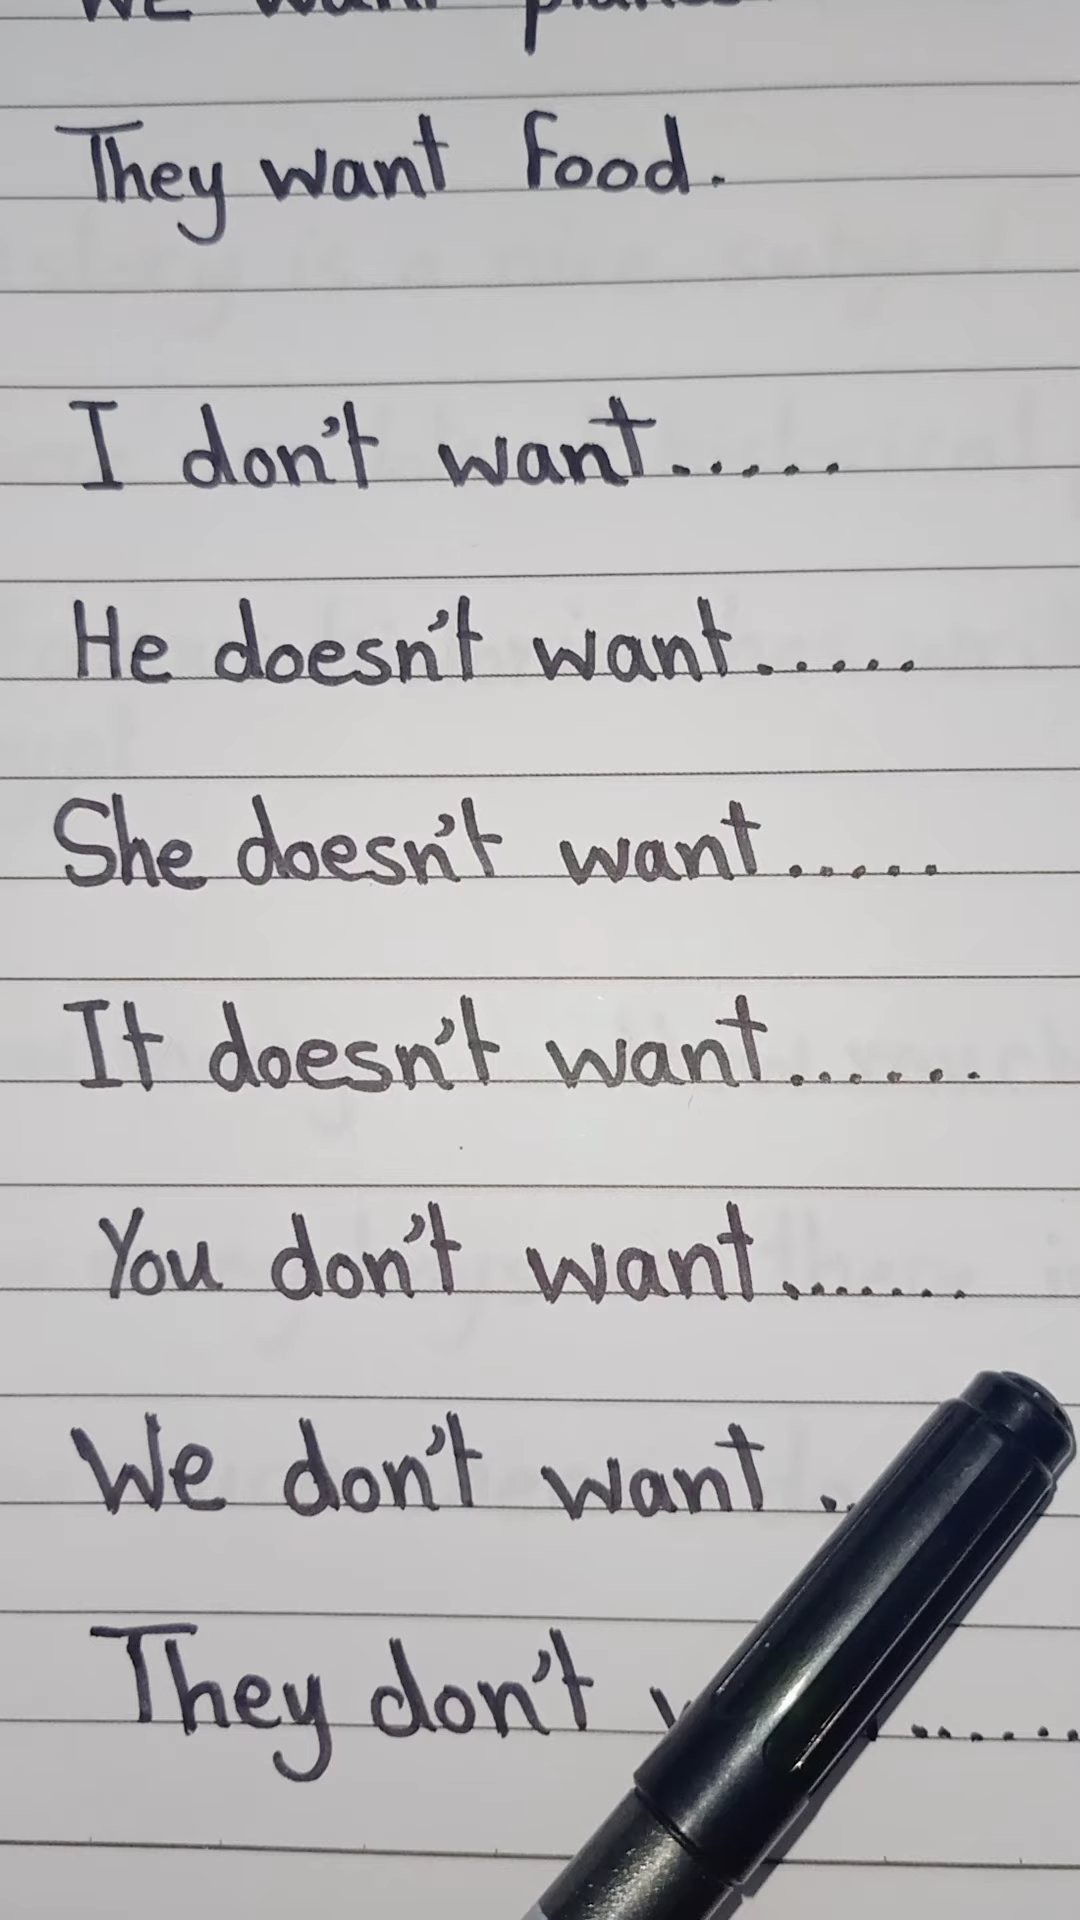 They want food.
I don't want.....
He doesn't want.....
She doesn't want.....
It doesn't want......
You don't want.......
We don't want ..
They don't ......